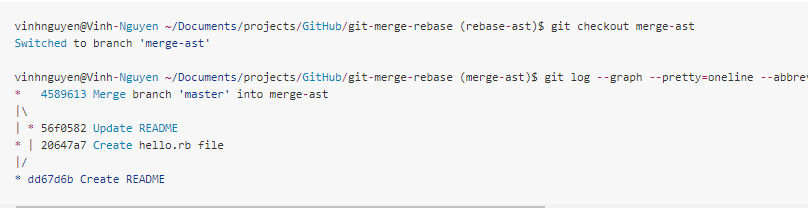 vinhnguyen@Vinh-Nguyen ~/Documents/projects/GitHub/git-merge-rebase (rebase-ast)$ git checkout merge-ast
Switched to branch 'merge-ast'
vinhnguyen@Vinh-Nguyen ~/Documents/projects/GitHub/git-merge-rebase (merge-ast)$ git log --graph --pretty=oneline --abbre
*   4589613 Merge branch 'master' into merge-ast
|\
| * 56f0582 Update README
* | 20647a7 Create hello.rb file
|/
* dd67d6b Create README